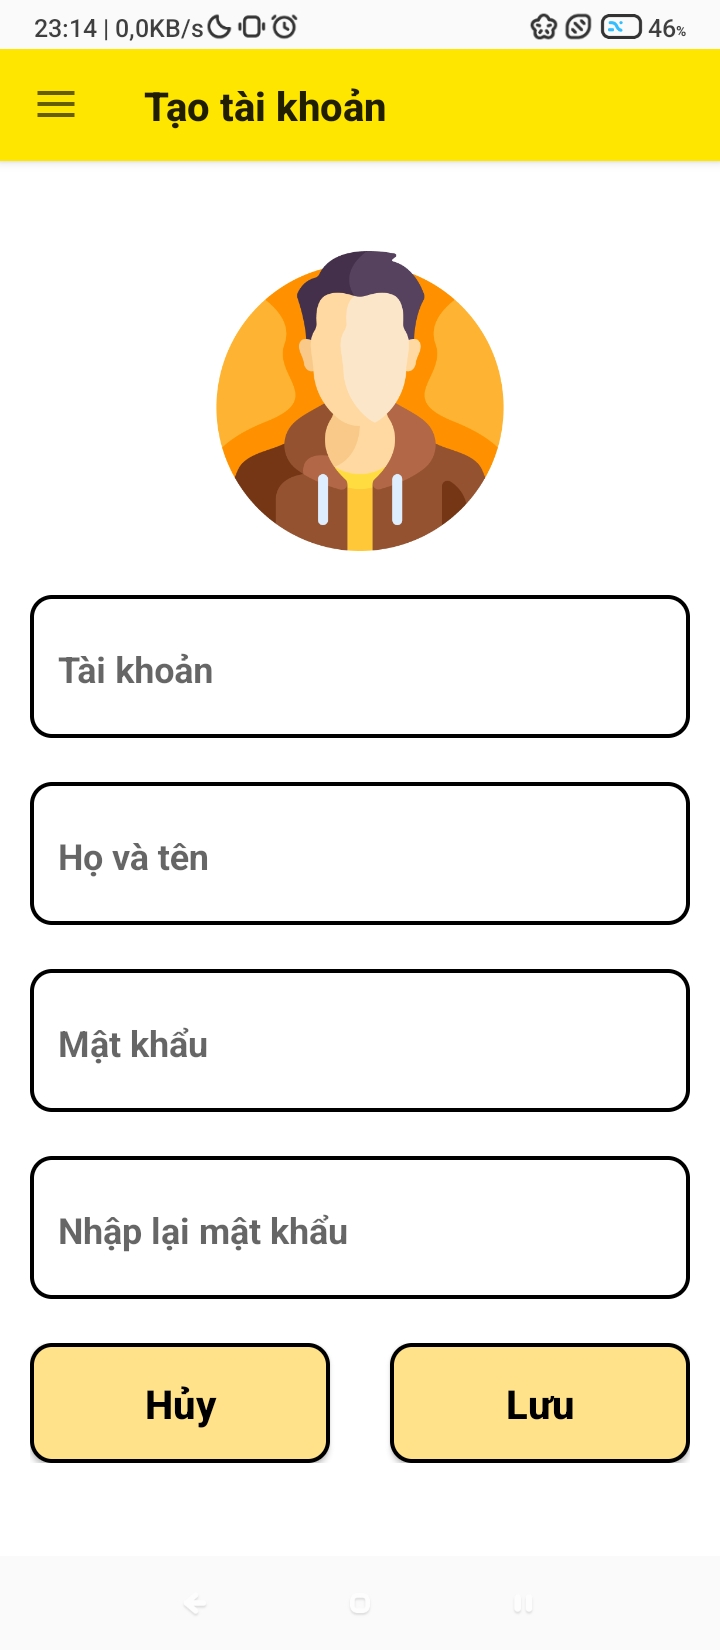 23:14 | 0,0KB/s 46%
Tạo tài khoản
Tài khoản
Họ và tên
Mật khẩu
Nhập lại mật khẩu
Hủy Lưu